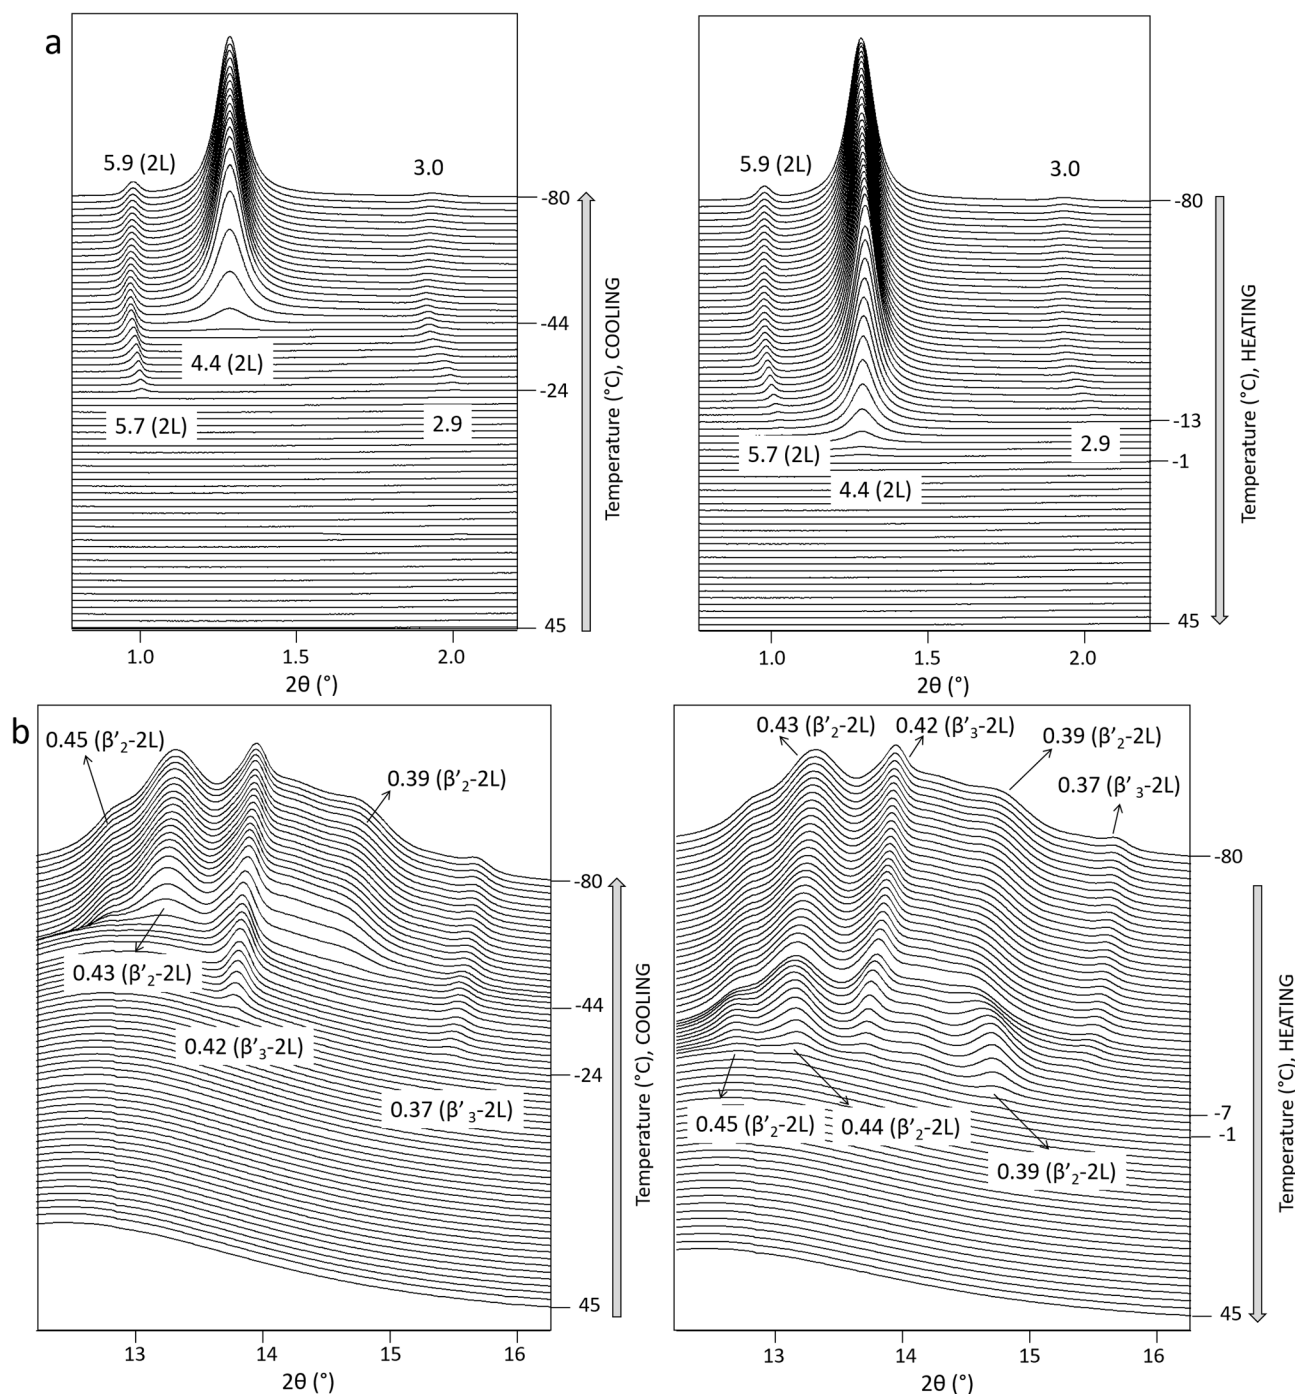 a
5.9 (2L)
3.0
4.4 (2L)
5.7 (2L)
2.9
-80
-44
-24
45
Temperature (°C), COOLING
1.0
1.5
2.0
2θ (°)
5.9 (2L)
3.0
5.7 (2L)
2.9
4.4 (2L)
-80
-13
-1
45
Temperature (°C), HEATING
1.0
1.5
2.0
2θ (°)
b
0.45 (β'₂-2L)
0.39 (β'₂-2L)
0.43 (β'₂-2L)
0.42 (β'₃-2L)
0.37 (β'₃-2L)
-80
-44
-24
45
Temperature (°C), COOLING
13
14
15
16
2θ (°)
0.43 (β'₂-2L)
0.42 (β'₃-2L)
0.39 (β'₂-2L)
0.37 (β'₃-2L)
0.45 (β'₂-2L)
0.44 (β'₂-2L)
0.39 (β'₂-2L)
-80
-7
-1
45
Temperature (°C), HEATING
13
14
15
16
2θ (°)